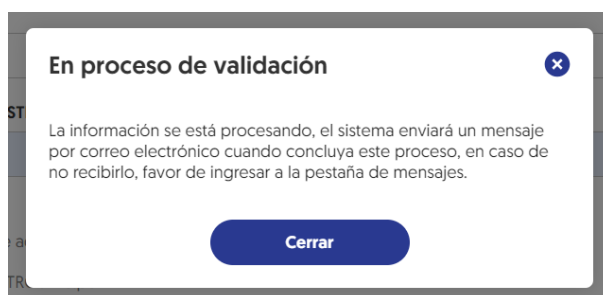 En proceso de validación
ST
La información se está procesando, el sistema enviará un mensaje
por correo electrónico cuando concluya este proceso, en caso de
no recibirlo, favor de ingresar a la pestaña de mensajes.
Cerrar